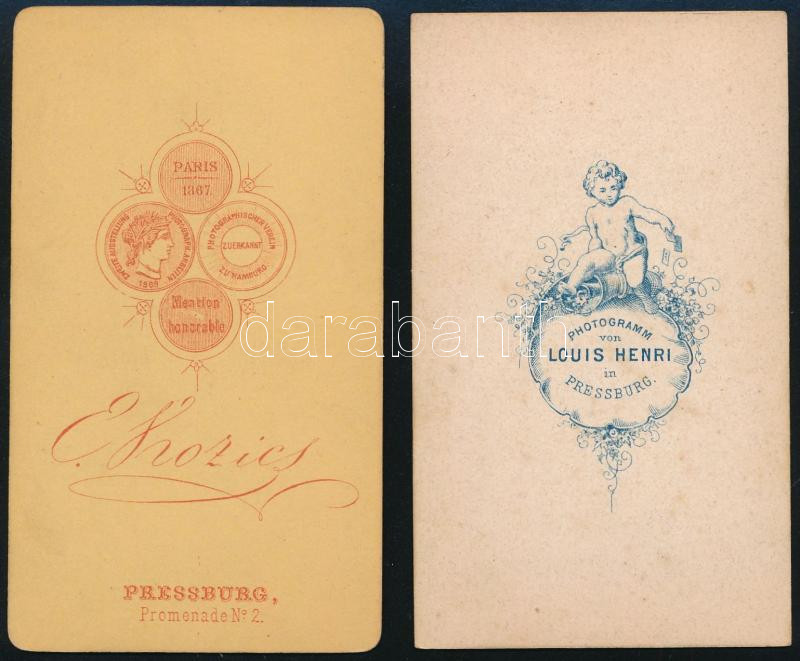 PARIS
1867.
ZWEITE AUSSTELLUNG PHOTOGRAPH. ARBEITEN
1868
PHOTOGRAPHISCHER VEREIN
ZUERKANNT
ZU HAMBURG.
Mention
honorable
E. Kozics
PRESSBURG,
Promenade No 2.
PHOTOGRAMM
von
LOUIS HENRI
in
PRESSBURG.
darabanth